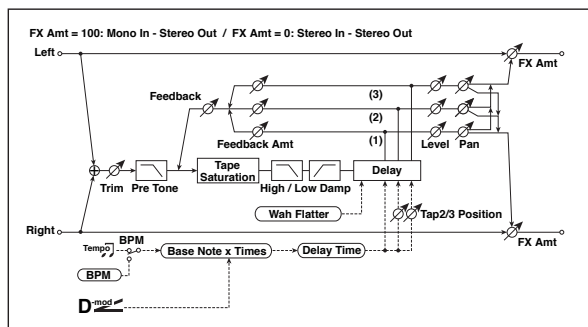 FX Amt = 100: Mono In - Stereo Out / FX Amt = 0: Stereo In - Stereo Out
Left
FX Amt
Feedback
(3)
(2)
(1)
Feedback Amt
Level
Pan
Trim
Pre Tone
Tape
Saturation
High / Low Damp
Delay
Wah Flatter
Tap2/3 Position
Right
FX Amt
Tempo
BPM
BPM
Base Note x Times
Delay Time
D-mod